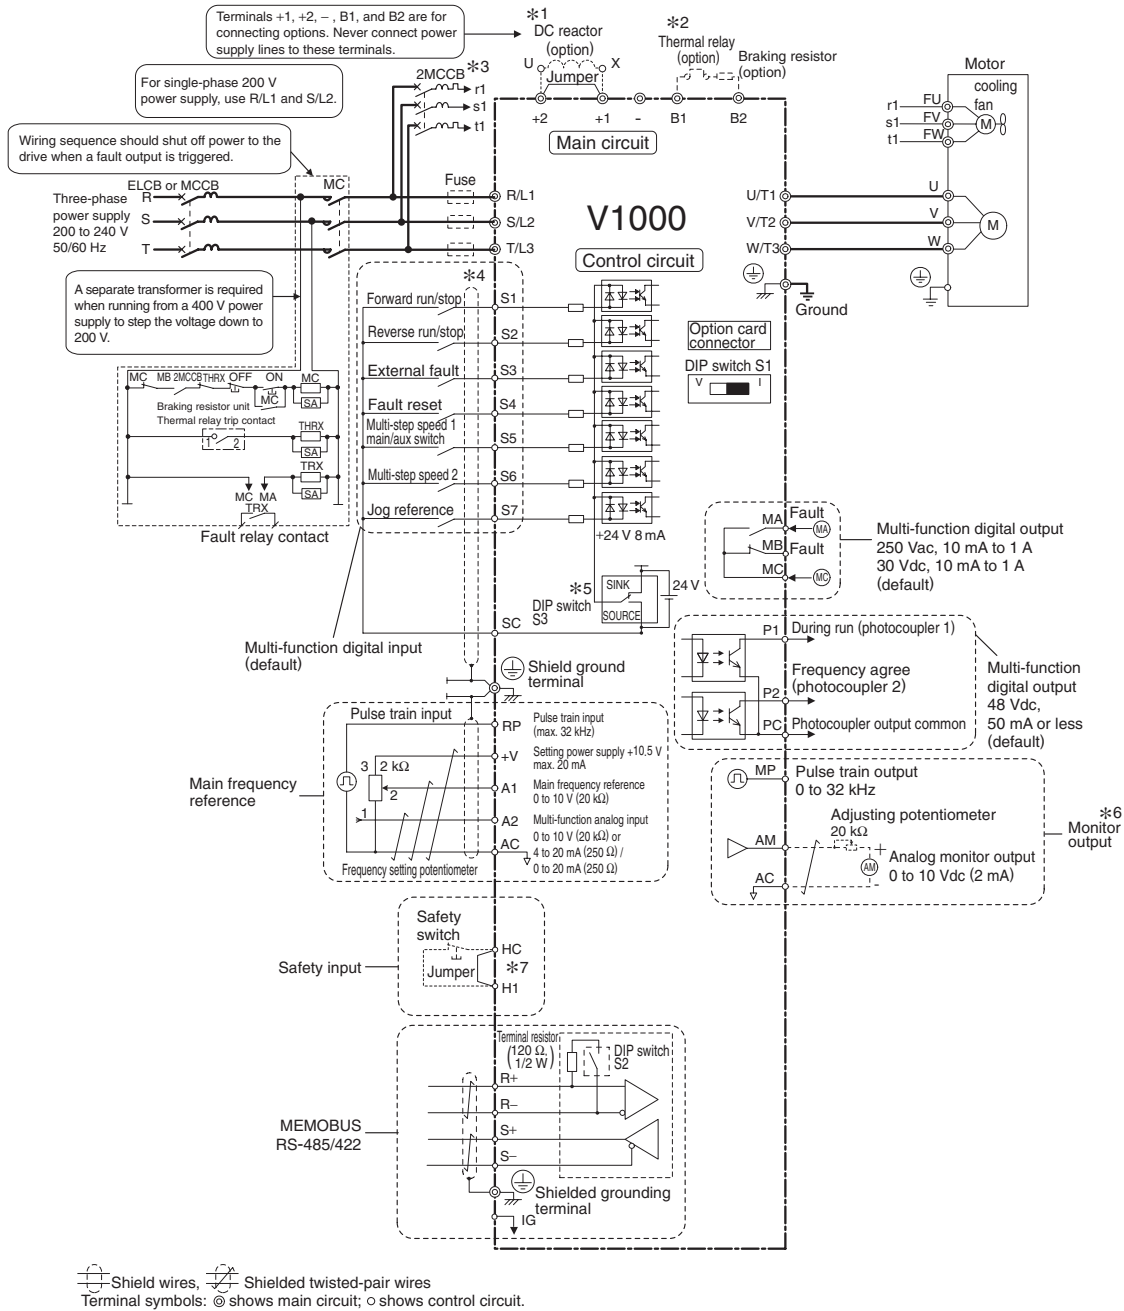 Terminals +1, +2, − , B1, and B2 are for
connecting options. Never connect power
supply lines to these terminals.
*1
DC reactor
(option)
U
X
Jumper
*2
Thermal relay
(option)
Braking resistor
(option)
Motor
cooling
fan
r1
FU
s1
FV
t1
FW
M
For single-phase 200 V
power supply, use R/L1 and S/L2.
2MCCB
*3
r1
s1
t1
+2
+1
-
B1
B2
Main circuit
Wiring sequence should shut off power to the
drive when a fault output is triggered.
ELCB or MCCB
MC
Fuse
Three-phase
power supply
200 to 240 V
50/60 Hz
R
S
T
R/L1
S/L2
T/L3
V1000
U/T1
V/T2
W/T3
U
V
W
M
Control circuit
Ground
A separate transformer is required
when running from a 400 V power
supply to step the voltage down to
200 V.
*4
Forward run/stop
S1
Reverse run/stop
S2
External fault
S3
Fault reset
S4
Multi-step speed 1
main/aux switch
S5
Multi-step speed 2
S6
Jog reference
S7
Option card
connector
DIP switch S1
V
I
MC
MB
2MCCB
THRX
OFF
ON
MC
MC
SA
Braking resistor unit
Thermal relay trip contact
1
2
THRX
SA
TRX
SA
MC
MA
TRX
Fault relay contact
+24 V 8 mA
MA
Fault
MA
MB
Fault
MC
MC
Multi-function digital output
250 Vac, 10 mA to 1 A
30 Vdc, 10 mA to 1 A
(default)
*5
DIP switch
S3
SINK
SOURCE
24 V
SC
Multi-function digital input
(default)
P1
During run (photocoupler 1)
Frequency agree
(photocoupler 2)
P2
PC
Photocoupler output common
Multi-function
digital output
48 Vdc,
50 mA or less
(default)
Shield ground
terminal
Pulse train input
RP
Pulse train input
(max. 32 kHz)
+V
Setting power supply +10,5 V
max. 20 mA
3
2 kΩ
2
1
A1
Main frequency reference
0 to 10 V (20 kΩ)
A2
Multi-function analog input
0 to 10 V (20 kΩ) or
4 to 20 mA (250 Ω) /
0 to 20 mA (250 Ω)
AC
Frequency setting potentiometer
Main frequency
reference
MP
Pulse train output
0 to 32 kHz
Adjusting potentiometer
20 kΩ
AM
+
AM
−
Analog monitor output
0 to 10 Vdc (2 mA)
AC
*6
Monitor
output
Safety
switch
Jumper
HC
*7
H1
Safety input
Terminal resistor
(120 Ω,
1/2 W)
DIP switch
S2
R+
R−
S+
S−
MEMOBUS
RS-485/422
Shielded grounding
terminal
IG
Shield wires,
Shielded twisted-pair wires
Terminal symbols: ◎ shows main circuit; ○ shows control circuit.